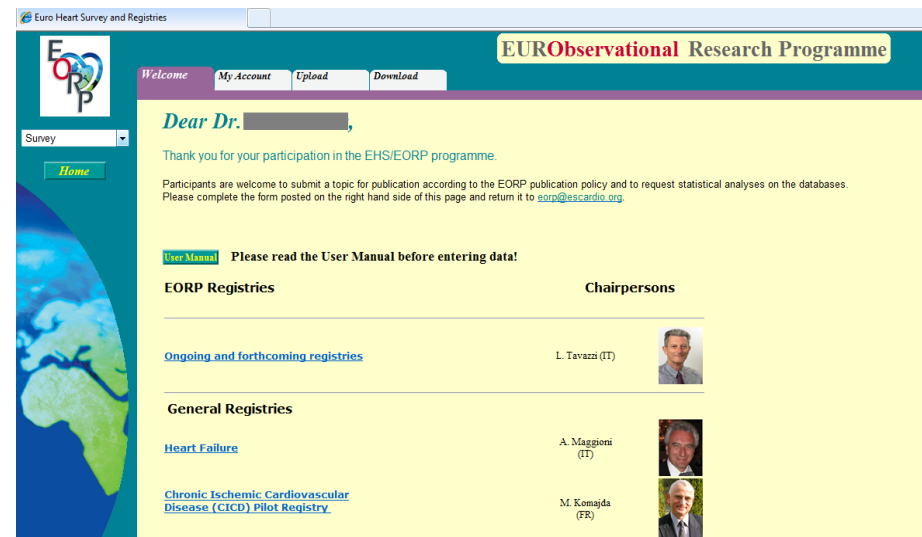 Euro Heart Survey and Registries
EORP
EURObservational Research Programme
Welcome
My Account
Upload
Download
Survey
Home
Dear Dr. ,
Thank you for your participation in the EHS/EORP programme.
Participants are welcome to submit a topic for publication according to the EORP publication policy and to request statistical analyses on the databases.
Please complete the form posted on the right hand side of this page and return it to eorp@escardio.org.
User Manual Please read the User Manual before entering data!
EORP Registries Chairpersons
Ongoing and forthcoming registries L. Tavazzi (IT)
General Registries
Heart Failure A. Maggioni
(IT)
Chronic Ischemic Cardiovascular
Disease (CICD) Pilot Registry M. Komajda
(FR)